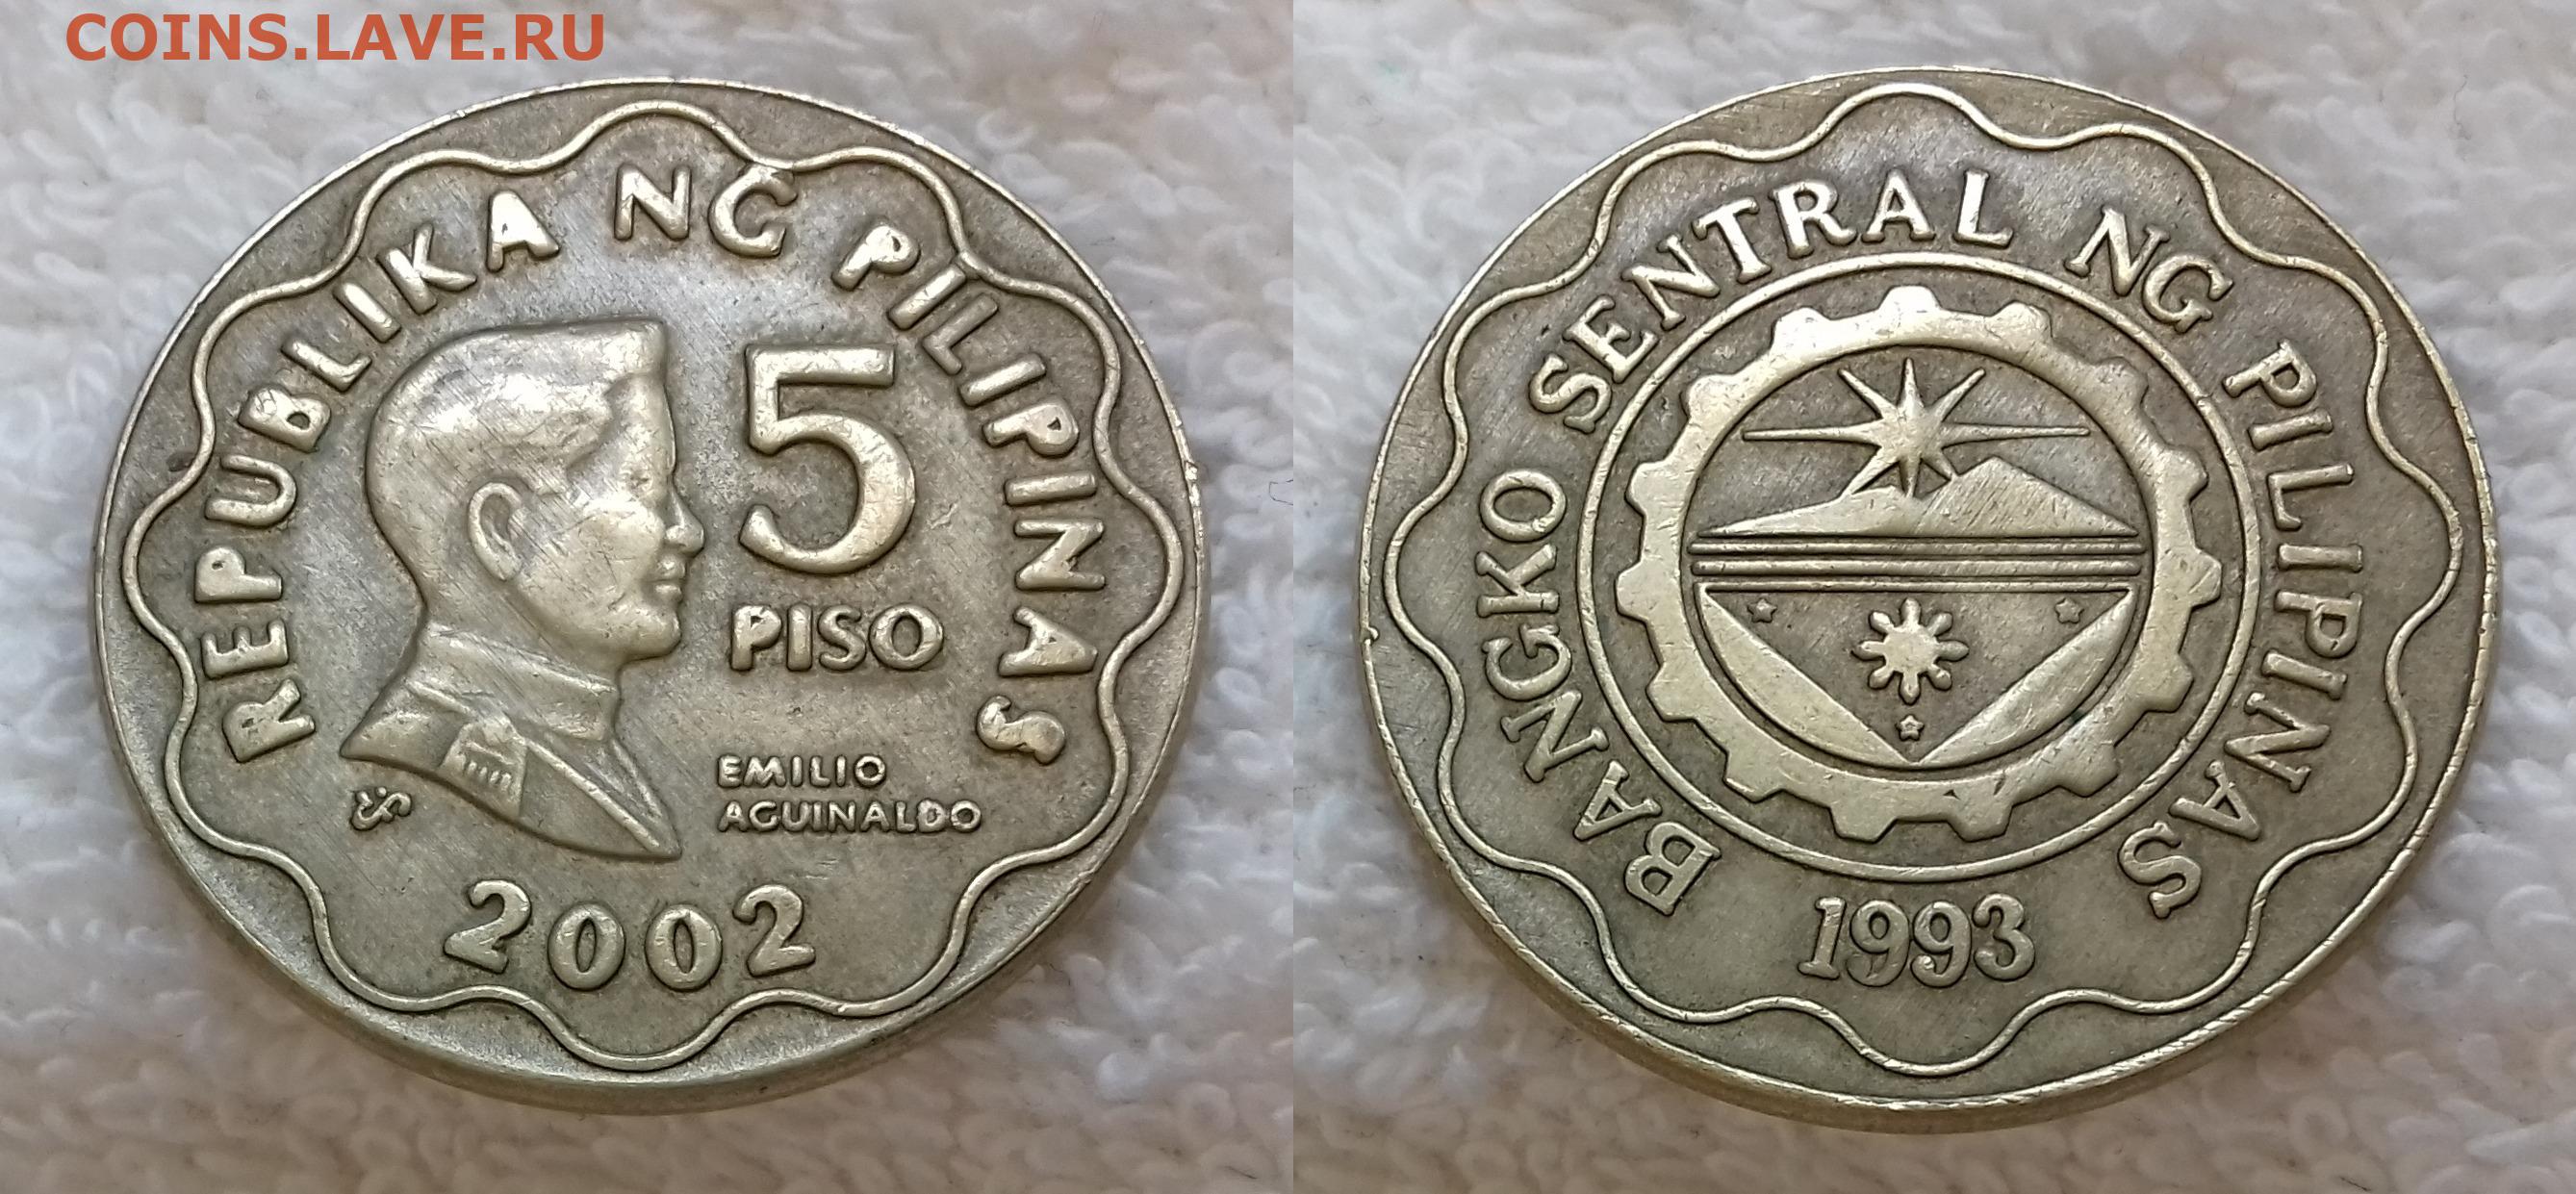 COINS.LAVE.RU
REPUBLIKA NG PILIPINAS
5
PISO
EMILIO
AGUINALDO
2002
BANGKO SENTRAL NG PILIPINAS
1993